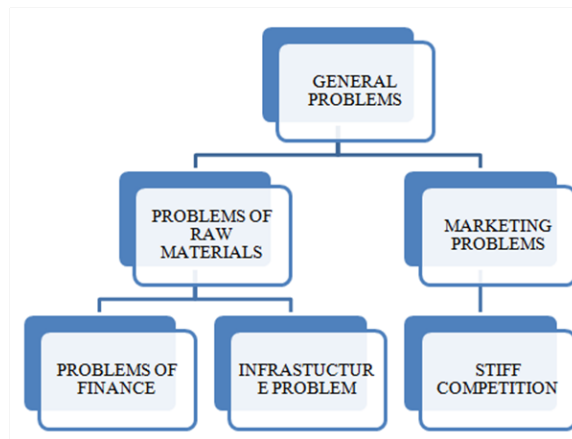 GENERAL
PROBLEMS
PROBLEMS OF
RAW
MATERIALS
MARKETING
PROBLEMS
PROBLEMS OF
FINANCE
INFRASTUCTUR
E PROBLEM
STIFF
COMPETITION